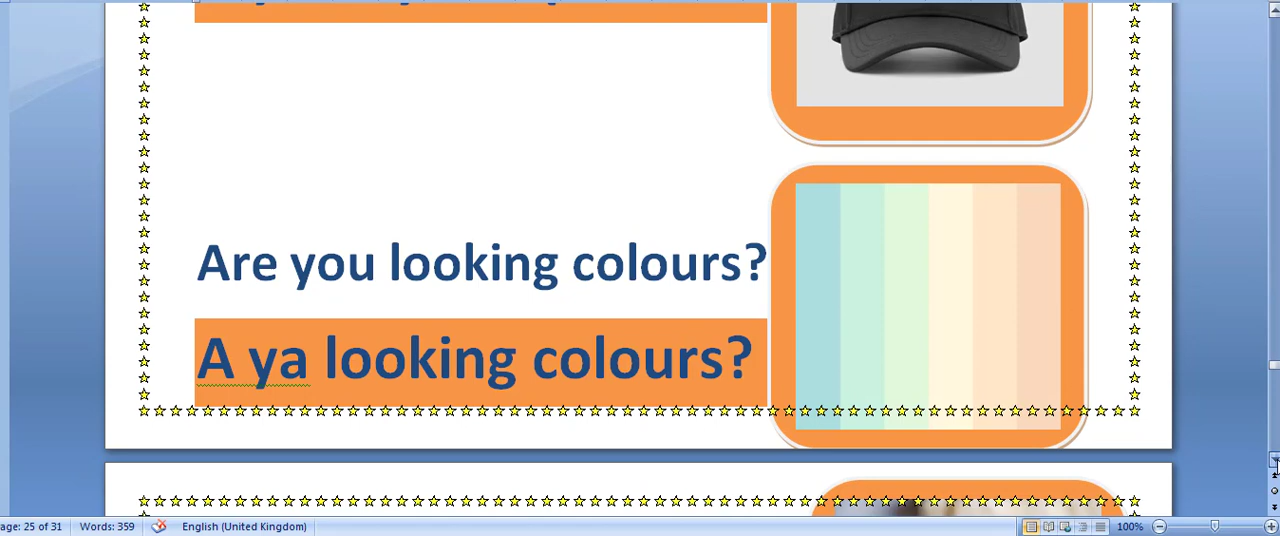 Are you looking colours?
A ya looking colours?
age: 25 of 31 Words: 359 English (United Kingdom) 100%